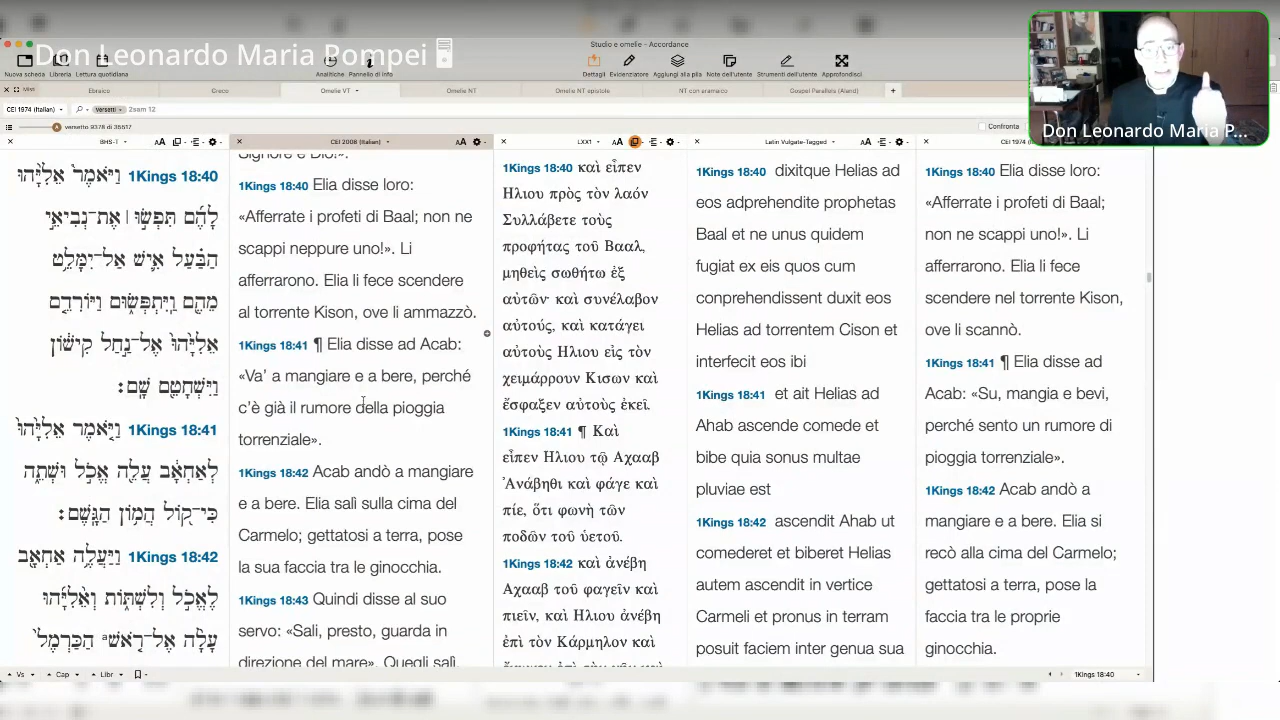 Studio e omelie - Accordance
Don Leonardo Maria Pompei
Nuova scheda Libreria Lettura quotidiana Analitiche Pannello di info Dettagli Evidenziatore Aggiungi alla pila Note dell'utente Strumenti dell'utente Approfondisci
Ebraico Greco Omelie VT Omelie NT Omelie NT epistole NT con aramaico Gospel Parallels (Aland) +
CEI 1974 (Italian) Versetti 2sam 12
versetto 9378 di 35517 Confronta
Don Leonardo Maria P...
BHS-T
1Kings 18:40 וַיֹּאמֶר֩ אֵלִיָּ֨הוּ
לָהֶ֜ם תִּפְשׂ֣וּ׀ אֶת־נְבִיאֵ֣י
הַבַּ֗עַל אִ֚ישׁ אַל־יִמָּלֵ֣ט
מֵהֶ֔ם וַֽיִּתְפְּשׂ֑וּם וַיּוֹרִדֵ֤ם
אֵלִיָּ֙הוּ֙ אֶל־נַ֣חַל קִישׁ֔וֹן
וַיִּשְׁחָטֵ֖ם שָֽׁם׃
1Kings 18:41 וַיֹּ֤אמֶר אֵלִיָּ֙הוּ֙
לְאַחְאָ֔ב עֲלֵ֖ה אֱכֹ֣ל וּשְׁתֵ֑ה
כִּי־ק֖וֹל הֲמ֥וֹן הַגָּֽשֶׁם׃
1Kings 18:42 וַיַּעֲלֶ֥ה אַחְאָ֖ב
לֶאֱכֹ֣ל וְלִשְׁתּ֑וֹת וְאֵ֨לִיָּ֜הוּ
עָלָ֨ה אֶל־רֹ֤אשׁ הַכַּרְמֶל֙
CEI 2008 (Italian)
Signore è Dio!».
1Kings 18:40 Elia disse loro:
«Afferrate i profeti di Baal; non ne
scappi neppure uno!». Li
afferrarono. Elia li fece scendere
al torrente Kison, ove li ammazzò.
1Kings 18:41 ¶ Elia disse ad Acab:
«Va' a mangiare e a bere, perché
c'è già il rumore della pioggia
torrenziale».
1Kings 18:42 Acab andò a mangiare
e a bere. Elia salì sulla cima del
Carmelo; gettatosi a terra, pose
la sua faccia tra le ginocchia.
1Kings 18:43 Quindi disse al suo
servo: «Sali, presto, guarda in
direzione del mare». Quegli salì,
LXX1
1Kings 18:40 καὶ εἶπεν
Ηλιου πρὸς τὸν λαόν
Συλλάβετε τοὺς
προφήτας τοῦ Βααλ,
μηθεὶς σωθήτω ἐξ
αὐτῶν· καὶ συνέλαβον
αὐτούς, καὶ κατάγει
αὐτοὺς Ηλιου εἰς τὸν
χειμάρρουν Κισων καὶ
ἔσφαξεν αὐτοὺς ἐκεῖ.
1Kings 18:41 ¶ Καὶ
εἶπεν Ηλιου τῷ Αχααβ
Ἀνάβηθι καὶ φάγε καὶ
πίε, ὅτι φωνὴ τῶν
ποδῶν τοῦ ὑετοῦ.
1Kings 18:42 καὶ ἀνέβη
Αχααβ τοῦ φαγεῖν καὶ
πιεῖν, καὶ Ηλιου ἀνέβη
ἐπὶ τὸν Κάρμηλον καὶ
Latin Vulgate-Tagged
1Kings 18:40 dixitque Helias ad
eos adprehendite prophetas
Baal et ne unus quidem
fugiat ex eis quos cum
conprehendissent duxit eos
Helias ad torrentem Cison et
interfecit eos ibi
1Kings 18:41 et ait Helias ad
Ahab ascende comede et
bibe quia sonus multae
pluviae est
1Kings 18:42 ascendit Ahab ut
comederet et biberet Helias
autem ascendit in vertice
Carmeli et pronus in terram
posuit faciem inter genua sua
CEI 1974
1Kings 18:40 Elia disse loro:
«Afferrate i profeti di Baal;
non ne scappi uno!». Li
afferrarono. Elia li fece
scendere nel torrente Kison,
ove li scannò.
1Kings 18:41 ¶ Elia disse ad
Acab: «Su, mangia e bevi,
perché sento un rumore di
pioggia torrenziale».
1Kings 18:42 Acab andò a
mangiare e a bere. Elia si
recò alla cima del Carmelo;
gettatosi a terra, pose la
faccia tra le proprie
ginocchia.
Vs Cap Libr 1Kings 18:40